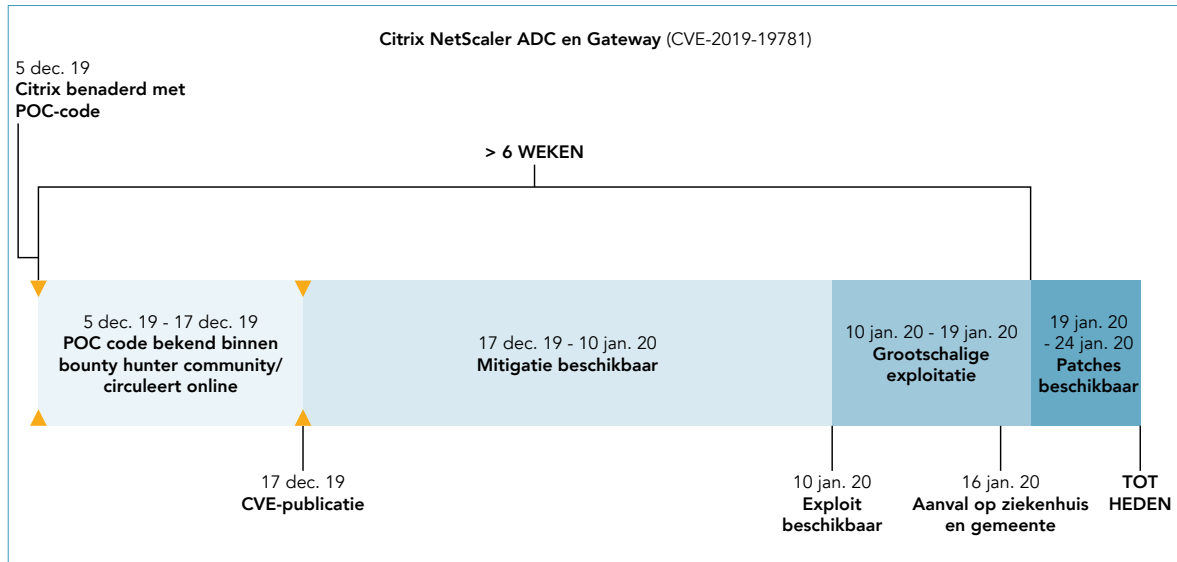 Citrix NetScaler ADC en Gateway (CVE-2019-19781)
5 dec. 19
Citrix benaderd met
POC-code
> 6 WEKEN
5 dec. 19 - 17 dec. 19
POC code bekend binnen
bounty hunter community/
circuleert online
17 dec. 19 - 10 jan. 20
Mitigatie beschikbaar
10 jan. 20 - 19 jan. 20
Grootschalige
exploitatie
19 jan. 20
- 24 jan. 20
Patches
beschikbaar
17 dec. 19
CVE-publicatie
10 jan. 20
Exploit
beschikbaar
16 jan. 20
Aanval op ziekenhuis
en gemeente
TOT
HEDEN